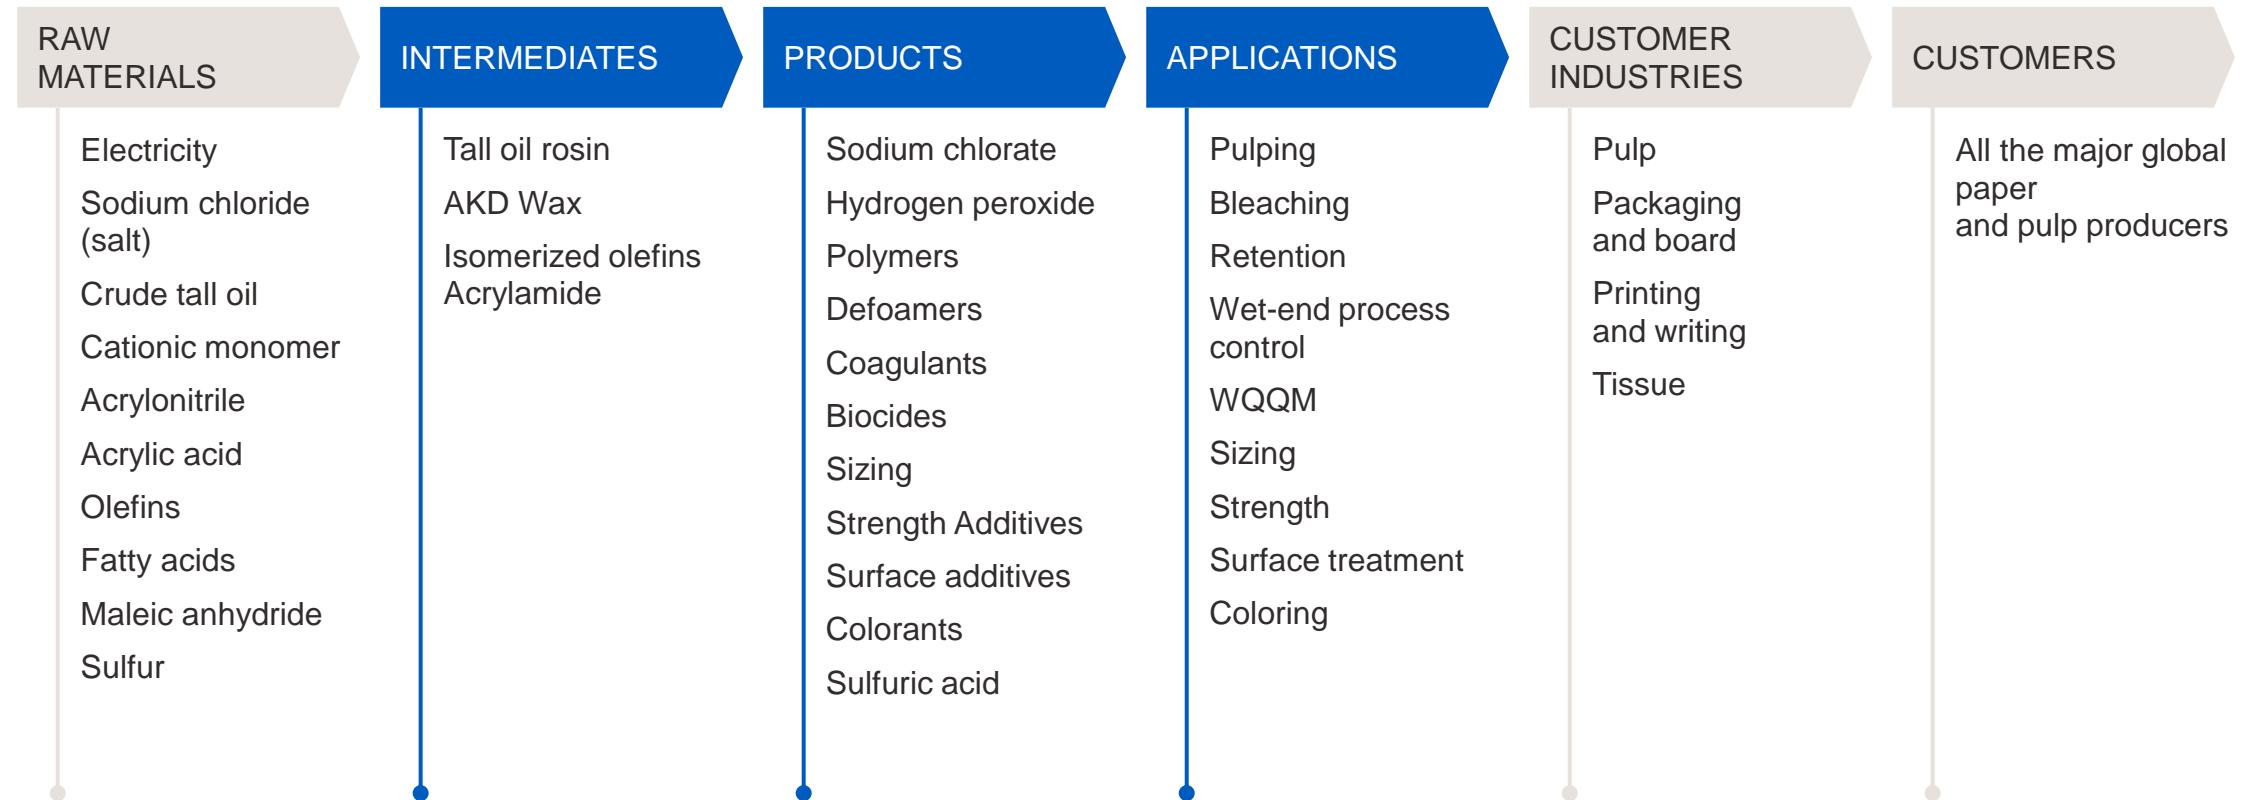 RAW
MATERIALS
Electricity
Sodium chloride
(salt)
Crude tall oil
Cationic monomer
Acrylonitrile
Acrylic acid
Olefins
Fatty acids
Maleic anhydride
Sulfur
INTERMEDIATES
Tall oil rosin
AKD Wax
Isomerized olefins
Acrylamide
PRODUCTS
Sodium chlorate
Hydrogen peroxide
Polymers
Defoamers
Coagulants
Biocides
Sizing
Strength Additives
Surface additives
Colorants
Sulfuric acid
APPLICATIONS
Pulping
Bleaching
Retention
Wet-end process
control
WQQM
Sizing
Strength
Surface treatment
Coloring
CUSTOMER
INDUSTRIES
Pulp
Packaging
and board
Printing
and writing
Tissue
CUSTOMERS
All the major global
paper
and pulp producers